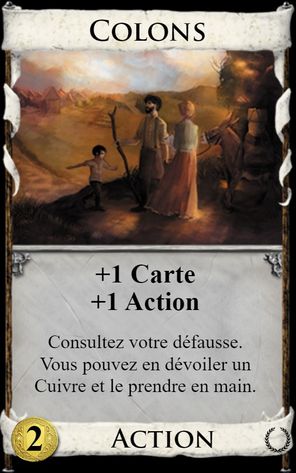 COLONS
+1 Carte
+1 Action
Consultez votre défausse.
Vous pouvez en dévoiler un
Cuivre et le prendre en main.
2
ACTION